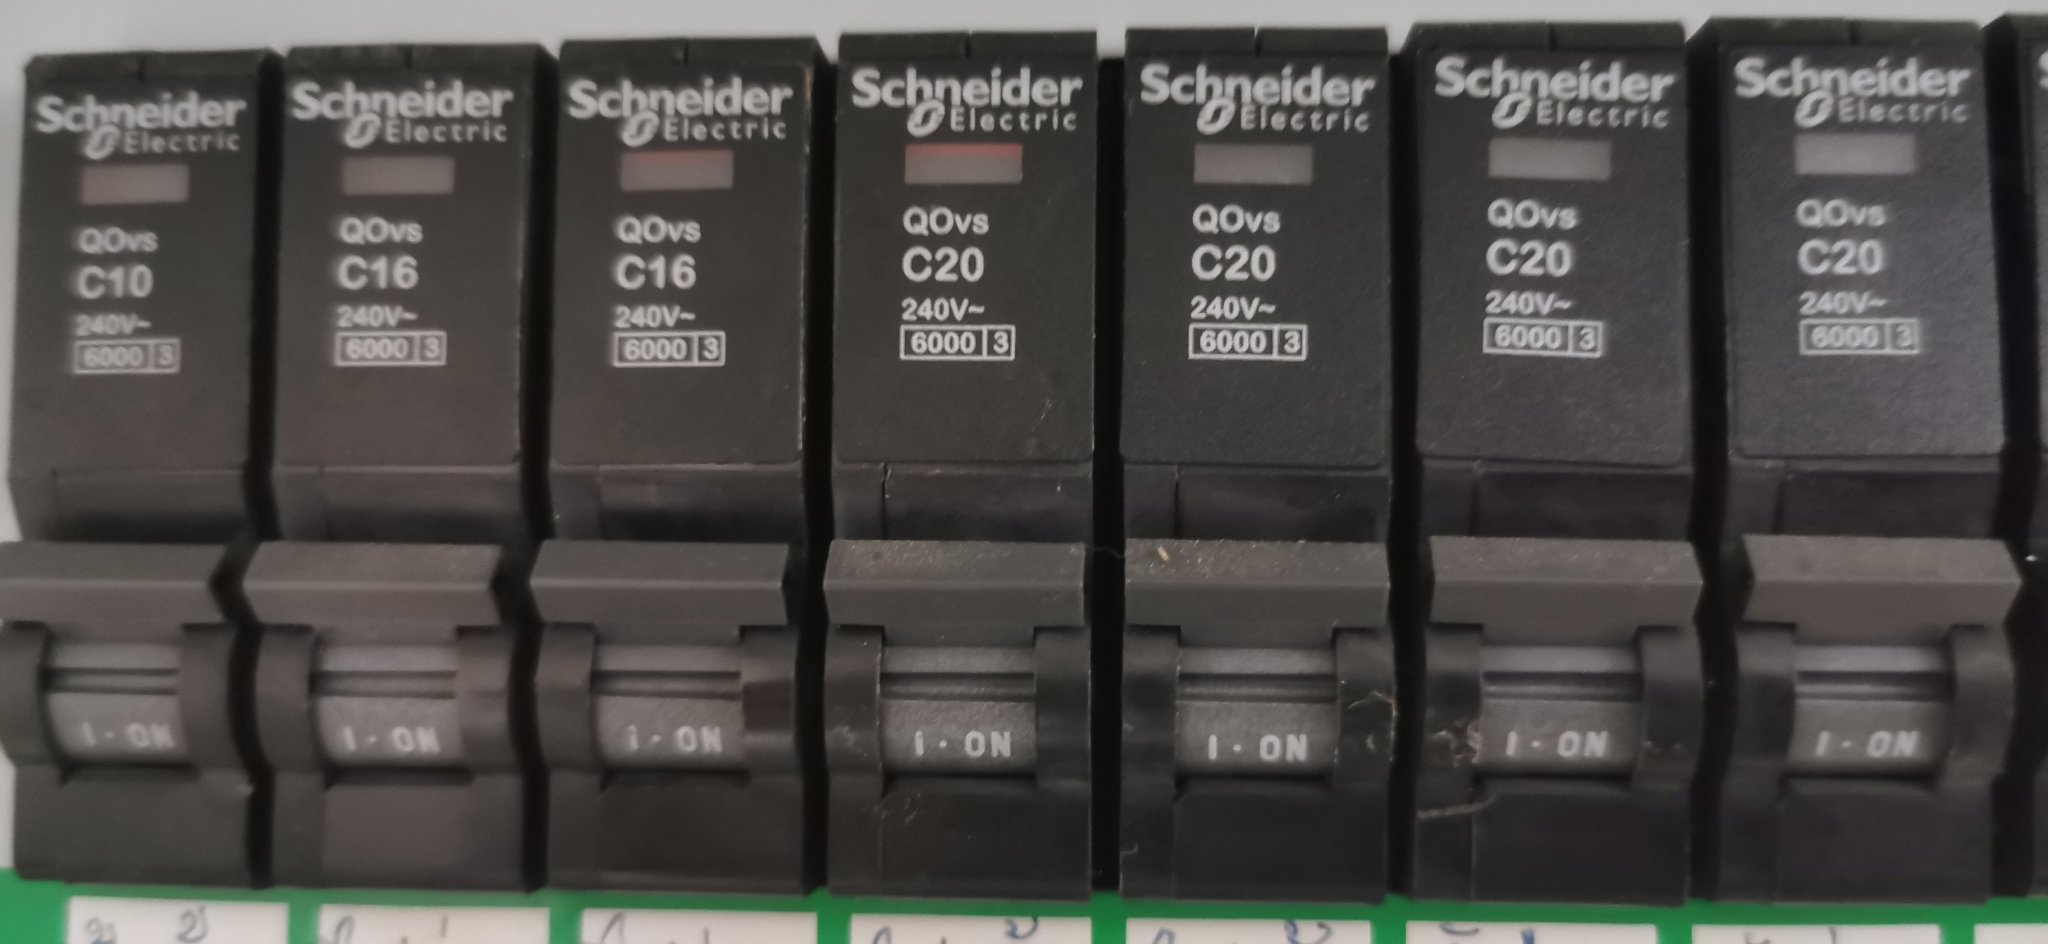 Schneider
Electric
QOvs
C10
240V~
6000 3
I · ON
Schneider
Electric
QOvs
C16
240V~
6000 3
I · ON
Schneider
Electric
QOvs
C16
240V~
6000 3
I · ON
Schneider
Electric
QOvs
C20
240V~
6000 3
I · ON
Schneider
Electric
QOvs
C20
240V~
6000 3
I · ON
Schneider
Electric
QOvs
C20
240V~
6000 3
I · ON
Schneider
Electric
QOvs
C20
240V~
6000 3
I · ON